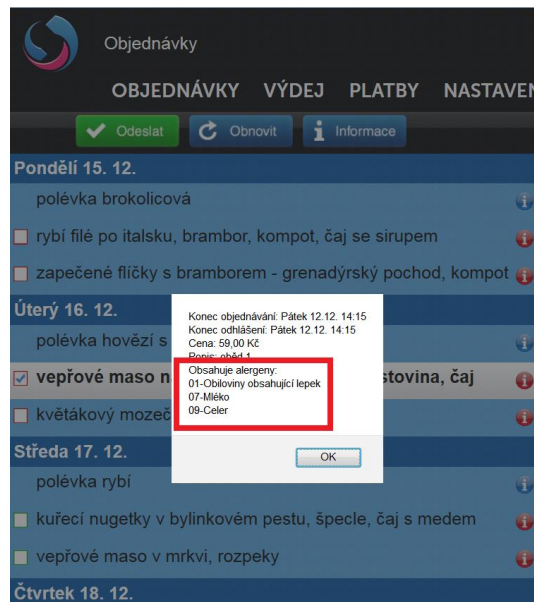 Objednávky
OBJEDNÁVKY VÝDEJ PLATBY NASTAVEN
Odeslat Obnovit Informace
Pondělí 15. 12.
polévka brokolicová
rybí filé po italsku, brambor, kompot, čaj se sirupem
zapečené flíčky s bramborem - grenadýrský pochod, kompot
Úterý 16. 12.
polévka hovězí s
vepřové maso n
stovina, čaj
květákový mozeč
Konec objednávání: Pátek 12.12. 14:15
Konec odhlášení: Pátek 12.12. 14:15
Cena: 59,00 Kč
Popis: oběd 1
Obsahuje alergeny:
01-Obiloviny obsahující lepek
07-Mléko
09-Celer
OK
Středa 17. 12.
polévka rybí
kuřecí nugetky v bylinkovém pestu, špecle, čaj s medem
vepřové maso v mrkvi, rozpeky
Čtvrtek 18. 12.